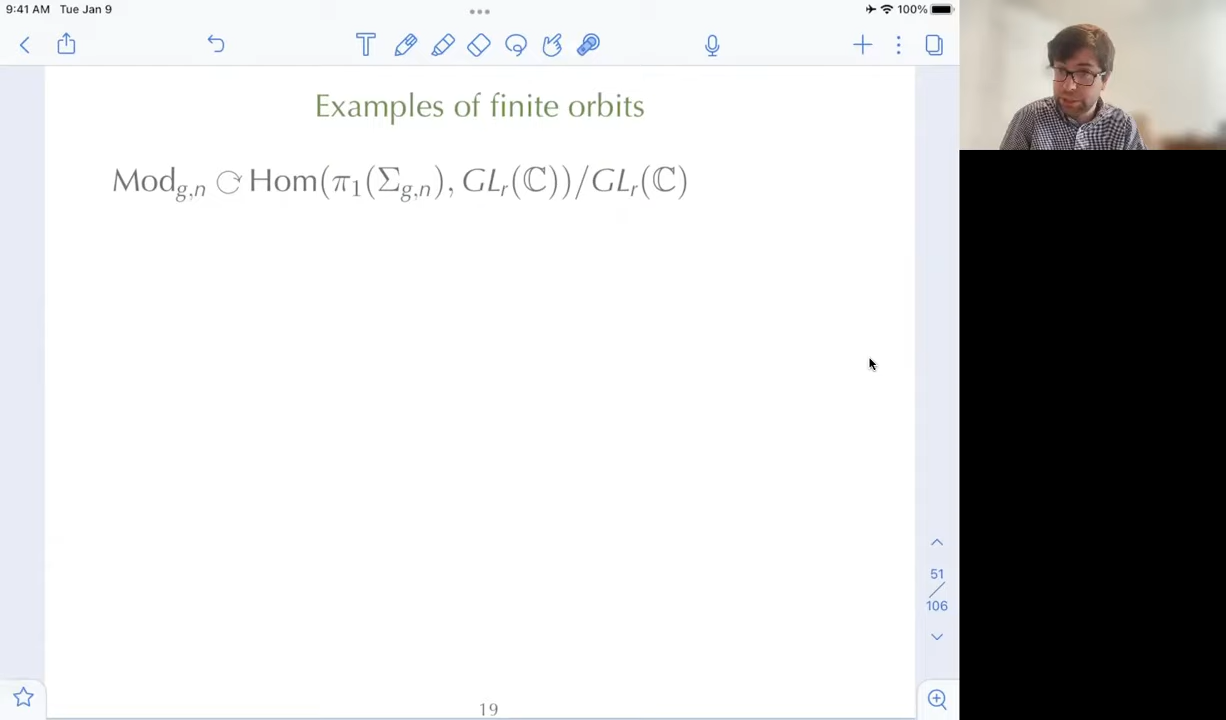 9:41 AM Tue Jan 9
100%
Examples of finite orbits
Mod_{g,n} ⟳ Hom(π₁(Σ_{g,n}), GL_r(ℂ))/GL_r(ℂ)
51
106
19